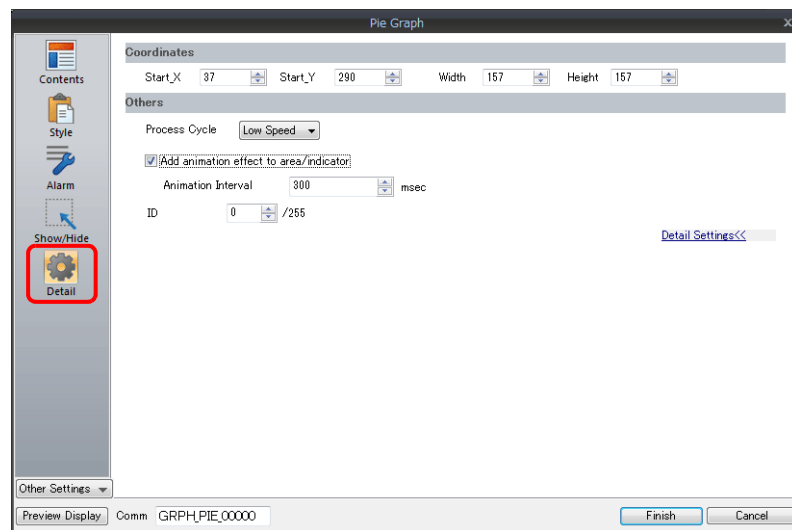 Pie Graph
Contents
Style
Alarm
Show/Hide
Detail
Other Settings
Coordinates
Start_X 37 Start_Y 290 Width 157 Height 157
Others
Process Cycle Low Speed
Add animation effect to area/indicator
Animation Interval 300 msec
ID 0 /255
Detail Settings<<
Preview Display Comm GRPH_PIE_00000 Finish Cancel